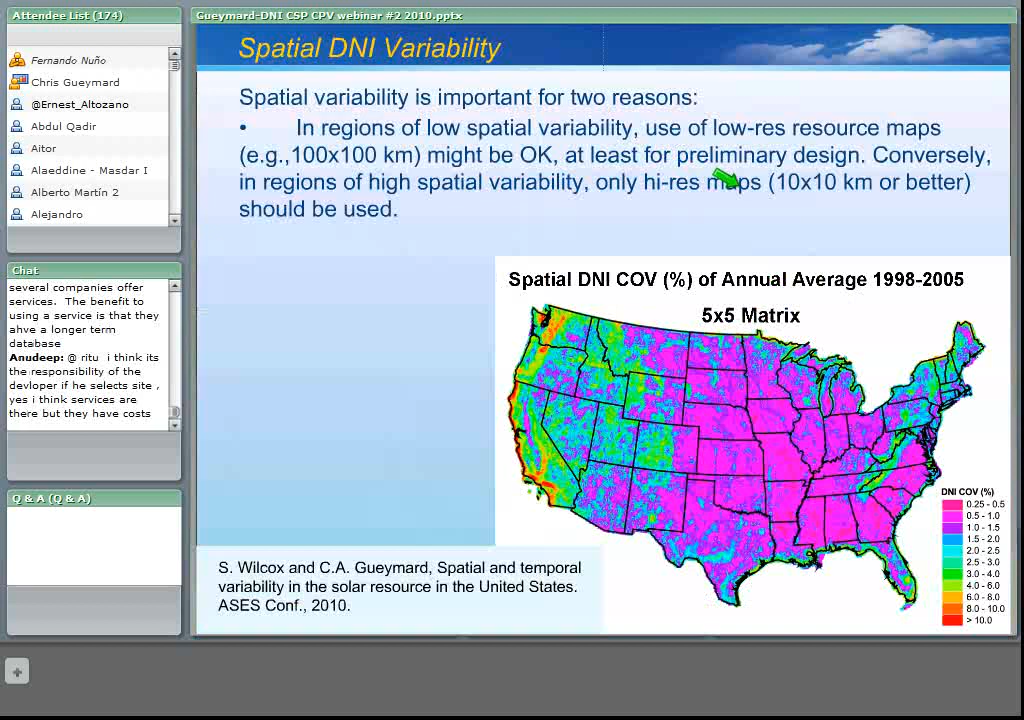 Attendee List (174)
Fernando Nuño
Chris Gueymard
@Ernest_Altozano
Abdul Qadir
Aitor
Alaeddine - Masdar I
Alberto Martín 2
Alejandro
Chat
several companies offer
services. The benefit to
using a service is that they
ahve a longer term
database
Anudeep: @ ritu i think its
the responsibility of the
devloper if he selects site ,
yes i think services are
there but they have costs
Q & A (Q & A)
Gueymard-DNI CSP CPV webinar #2 2010.pptx
Spatial DNI Variability
Spatial variability is important for two reasons:
• In regions of low spatial variability, use of low-res resource maps
(e.g.,100x100 km) might be OK, at least for preliminary design. Conversely,
in regions of high spatial variability, only hi-res maps (10x10 km or better)
should be used.
Spatial DNI COV (%) of Annual Average 1998-2005
5x5 Matrix
DNI COV (%)
0.25 - 0.5
0.5 - 1.0
1.0 - 1.5
1.5 - 2.0
2.0 - 2.5
2.5 - 3.0
3.0 - 4.0
4.0 - 6.0
6.0 - 8.0
8.0 - 10.0
> 10.0
S. Wilcox and C.A. Gueymard, Spatial and temporal
variability in the solar resource in the United States.
ASES Conf., 2010.